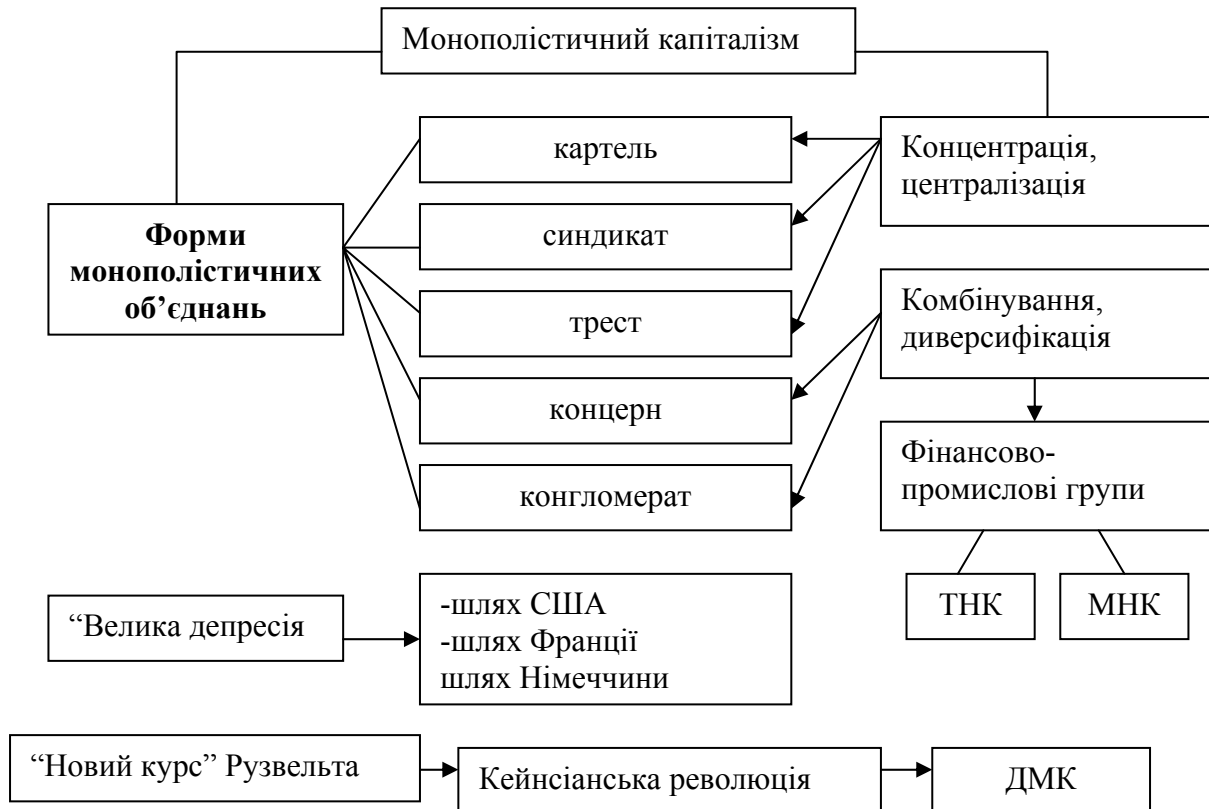 Монополістичний капіталізм
картель
Концентрація,
централізація
Форми
монополістичних
об’єднань
синдикат
трест
Комбінування,
диверсифікація
концерн
конгломерат
Фінансово-
промислові групи
ТНК
МНК
“Велика депресія
-шлях США
-шлях Франції
шлях Німеччини
“Новий курс” Рузвельта
Кейнсіанська революція
ДМК